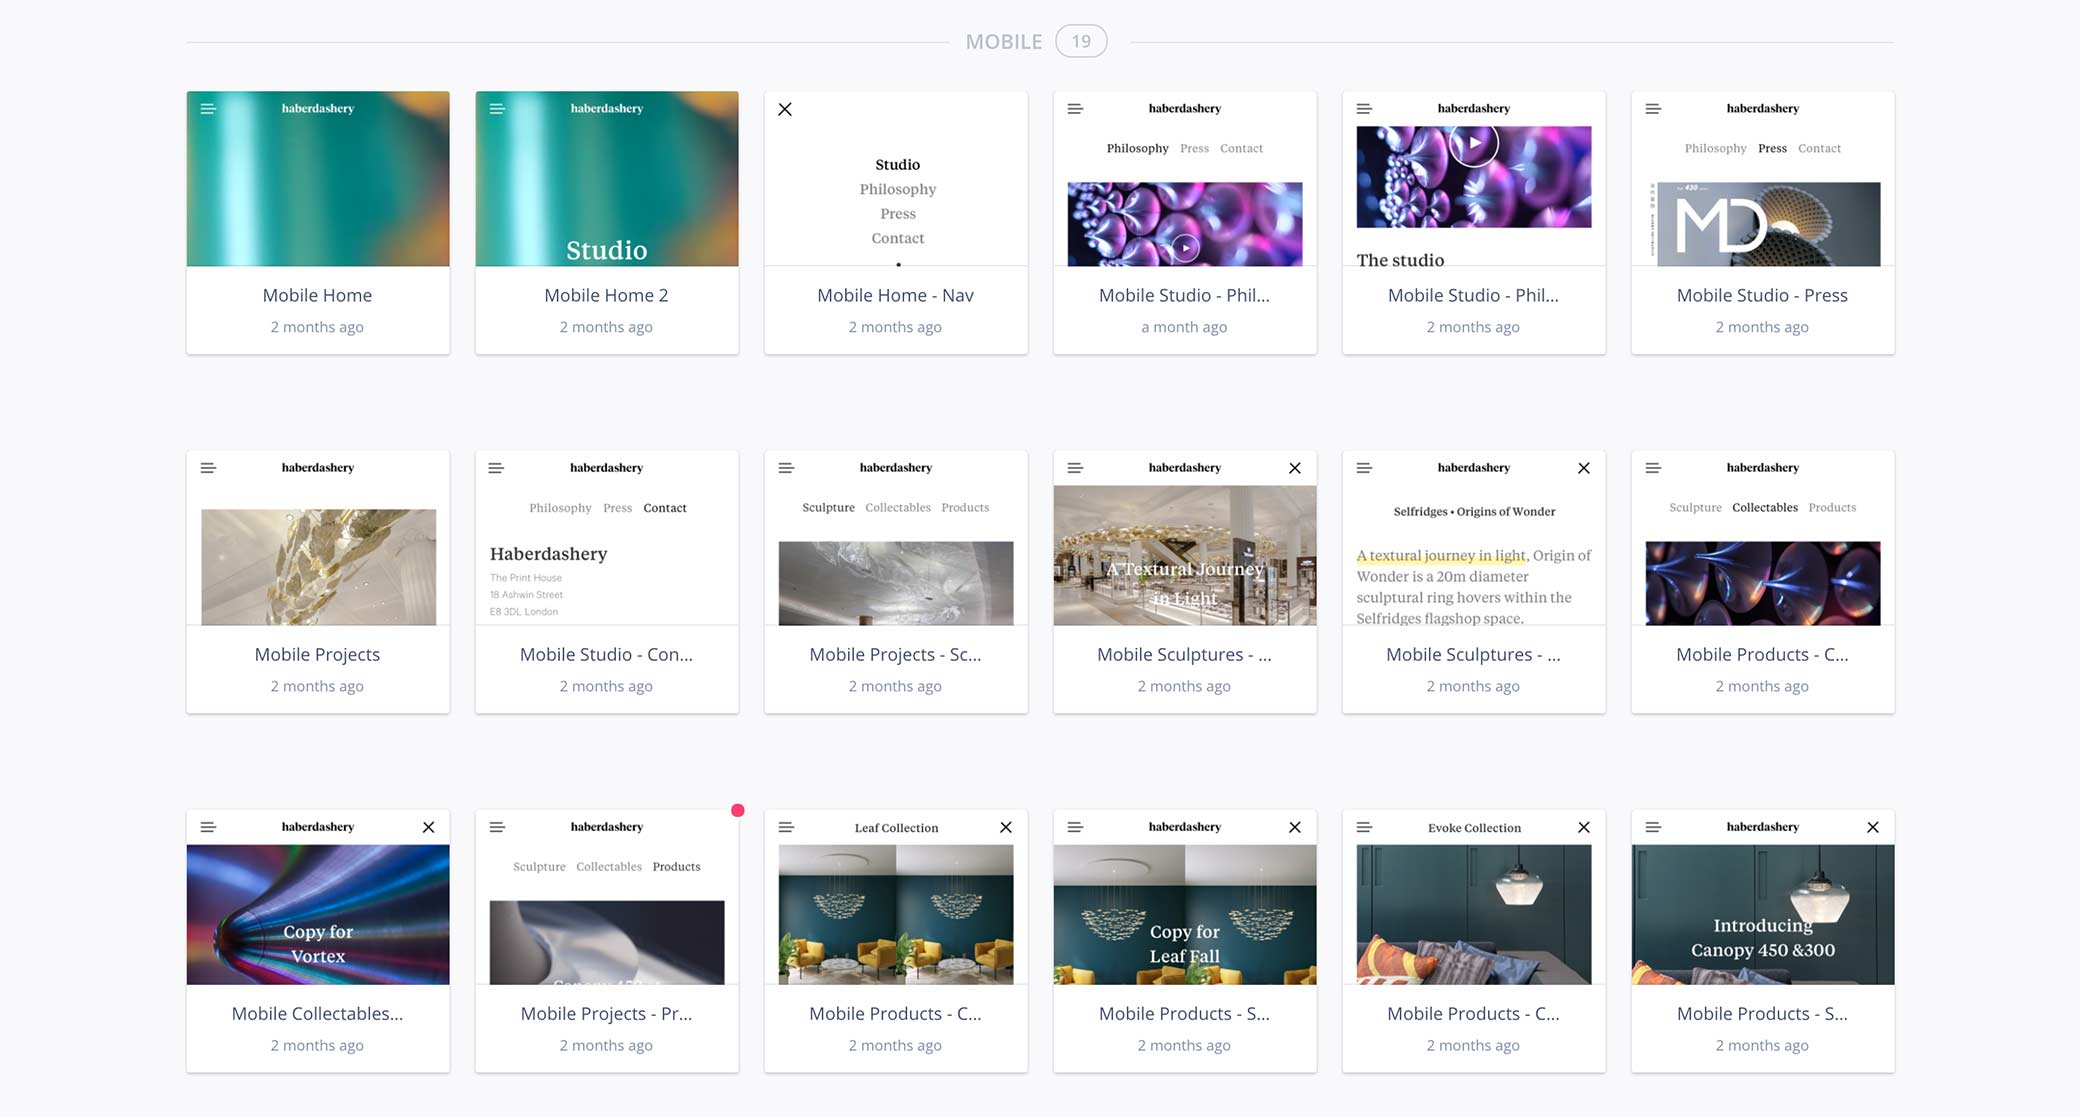 MOBILE 19
haberdashery
haberdashery
Studio
Studio
Philosophy
Press
Contact
haberdashery
Philosophy Press Contact
haberdashery
The studio
haberdashery
Philosophy Press Contact
430
MD
Mobile Home
2 months ago
Mobile Home 2
2 months ago
Mobile Home - Nav
2 months ago
Mobile Studio - Phil...
a month ago
Mobile Studio - Phil...
2 months ago
Mobile Studio - Press
2 months ago
haberdashery
haberdashery
Philosophy Press Contact
Haberdashery
The Print House
18 Ashwin Street
E8 3DL London
haberdashery
Sculpture Collectables Products
haberdashery
A Textural Journey
in Light
haberdashery
Selfridges • Origins of Wonder
A textural journey in light, Origin of
Wonder is a 20m diameter
sculptural ring hovers within the
Selfridges flagshop space.
haberdashery
Sculpture Collectables Products
Mobile Projects
2 months ago
Mobile Studio - Con...
2 months ago
Mobile Projects - Sc...
2 months ago
Mobile Sculptures - ...
2 months ago
Mobile Sculptures - ...
2 months ago
Mobile Products - C...
2 months ago
haberdashery
Copy for
Vortex
haberdashery
Sculpture Collectables Products
Canopy 450
Leaf Collection
haberdashery
Copy for
Leaf Fall
Evoke Collection
haberdashery
Introducing
Canopy 450 &300
Mobile Collectables...
2 months ago
Mobile Projects - Pr...
2 months ago
Mobile Products - C...
2 months ago
Mobile Products - S...
2 months ago
Mobile Products - C...
2 months ago
Mobile Products - S...
2 months ago